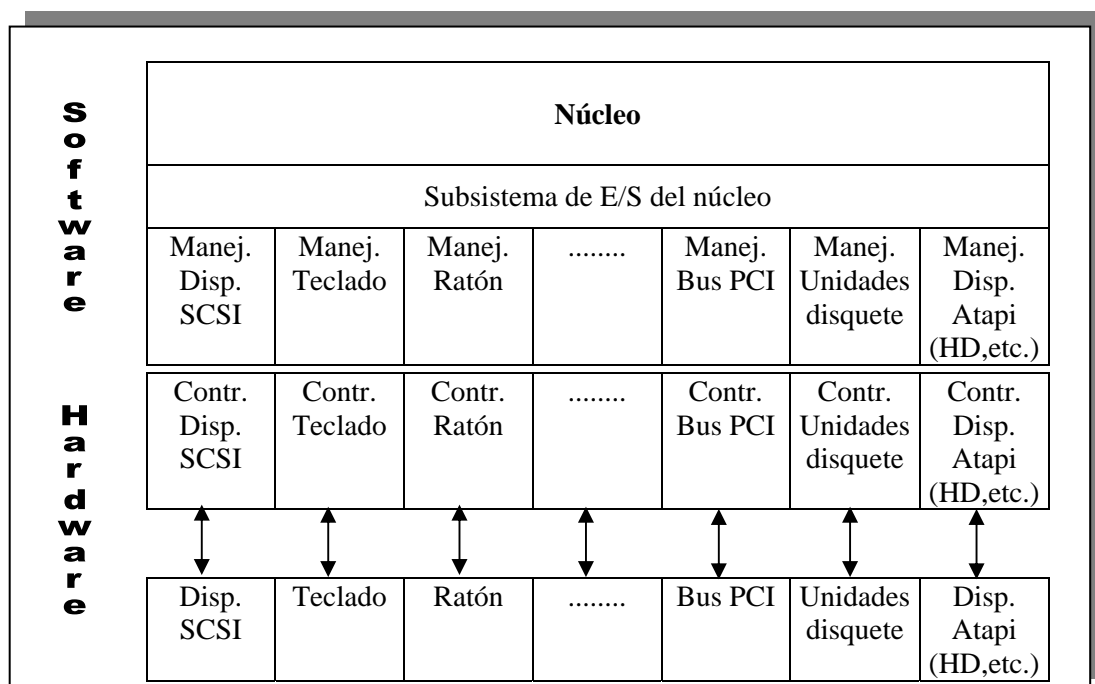 Software
Núcleo
Subsistema de E/S del núcleo
Manej. Manej. Manej. ........ Manej. Manej. Manej.
Disp. Teclado Ratón Bus PCI Unidades Disp.
SCSI disquete Atapi
(HD,etc.)
Hardware
Contr. Contr. Contr. ........ Contr. Contr. Contr.
Disp. Teclado Ratón Bus PCI Unidades Disp.
SCSI disquete Atapi
(HD,etc.)
Disp. Teclado Ratón ........ Bus PCI Unidades Disp.
SCSI disquete Atapi
(HD,etc.)